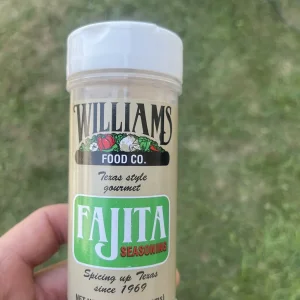 WILLIAMS
FOOD CO.
Texas style
gourmet
FAJITA
SEASONING
Spicing up Texas
since 1969